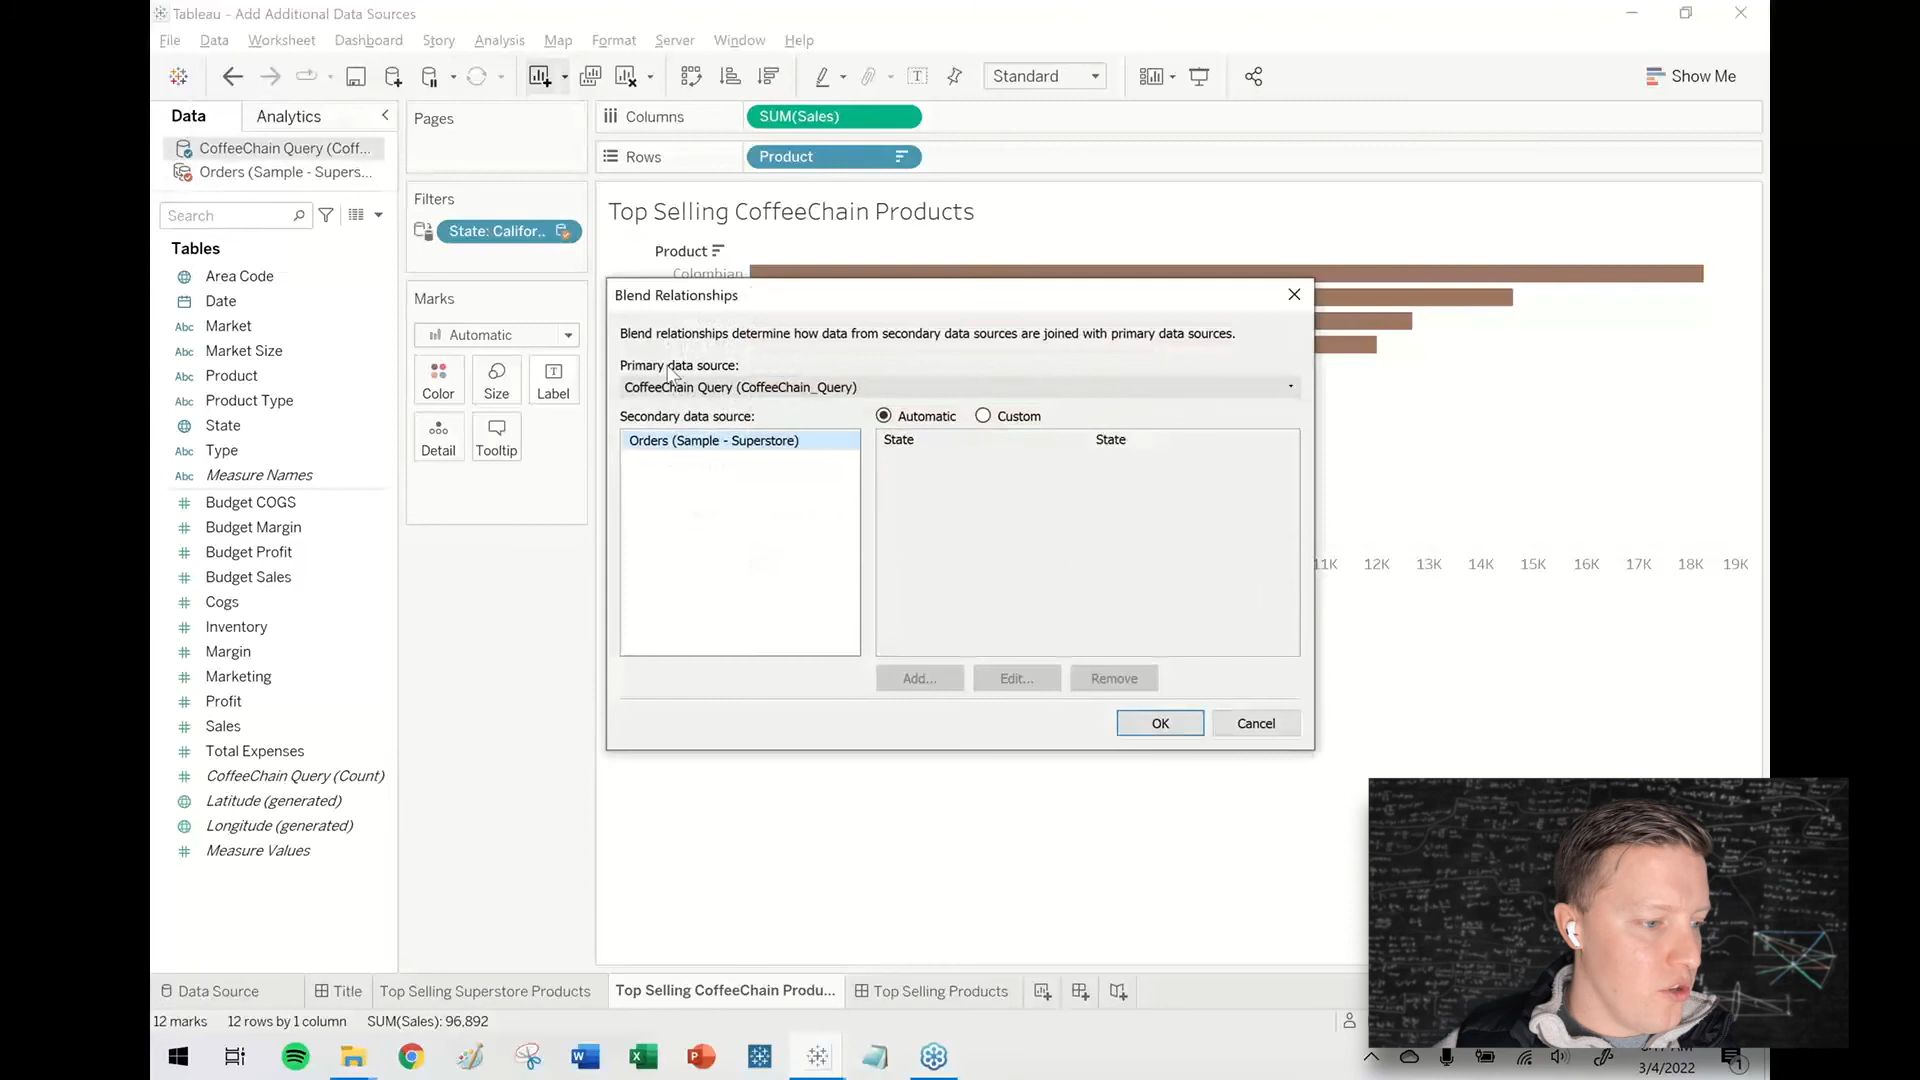 Tableau - Add Additional Data Sources
File Data Worksheet Dashboard Story Analysis Map Format Server Window Help
Standard
Show Me
Data Analytics
CoffeeChain Query (Coff...
Orders (Sample - Supers...
Search
Tables
Area Code
Abc Date
Abc Market
Abc Market Size
Abc Product
Abc Product Type
State
Abc Type
Abc Measure Names
Budget COGS
Budget Margin
Budget Profit
Budget Sales
Cogs
Inventory
Margin
Marketing
Profit
Sales
Total Expenses
CoffeeChain Query (Count)
Latitude (generated)
Longitude (generated)
Measure Values
Pages
Filters
State: Califor..
Marks
Automatic
Color Size Label
Detail Tooltip
Columns SUM(Sales)
Rows Product
Top Selling CoffeeChain Products
Product
Colombian
Blend Relationships
Blend relationships determine how data from secondary data sources are joined with primary data sources.
Primary data source:
CoffeeChain Query (CoffeeChain_Query)
Secondary data source: Automatic Custom
Orders (Sample - Superstore)
State State
Add... Edit... Remove
OK Cancel
11K 12K 13K 14K 15K 16K 17K 18K 19K
Data Source Title Top Selling Superstore Products Top Selling CoffeeChain Produ... Top Selling Products
12 marks 12 rows by 1 column SUM(Sales): 96,892
3/4/2022